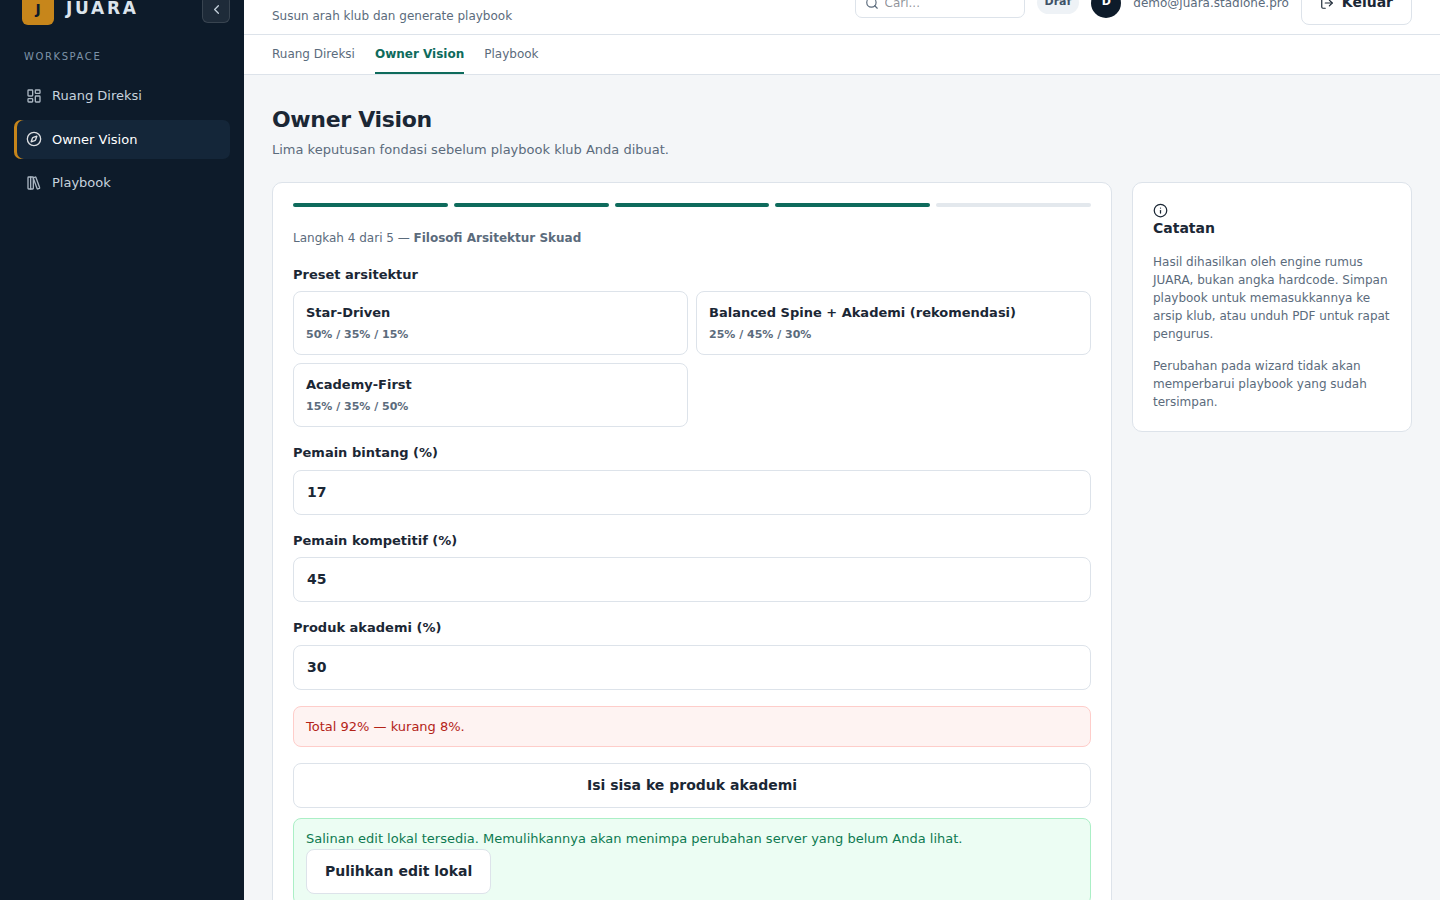 J
JUARA
WORKSPACE
Ruang Direksi
Owner Vision
Playbook
Susun arah klub dan generate playbook
Cari...
Draf
D
demo@juara.stadione.pro
Keluar
Ruang Direksi
Owner Vision
Playbook
Owner Vision
Lima keputusan fondasi sebelum playbook klub Anda dibuat.
Langkah 4 dari 5 — Filosofi Arsitektur Skuad
Preset arsitektur
Star-Driven
50% / 35% / 15%
Balanced Spine + Akademi (rekomendasi)
25% / 45% / 30%
Academy-First
15% / 35% / 50%
Pemain bintang (%)
17
Pemain kompetitif (%)
45
Produk akademi (%)
30
Total 92% — kurang 8%.
Isi sisa ke produk akademi
Salinan edit lokal tersedia. Memulihkannya akan menimpa perubahan server yang belum Anda lihat.
Pulihkan edit lokal
Catatan
Hasil dihasilkan oleh engine rumus
JUARA, bukan angka hardcode. Simpan
playbook untuk memasukkannya ke
arsip klub, atau unduh PDF untuk rapat
pengurus.
Perubahan pada wizard tidak akan
memperbarui playbook yang sudah
tersimpan.